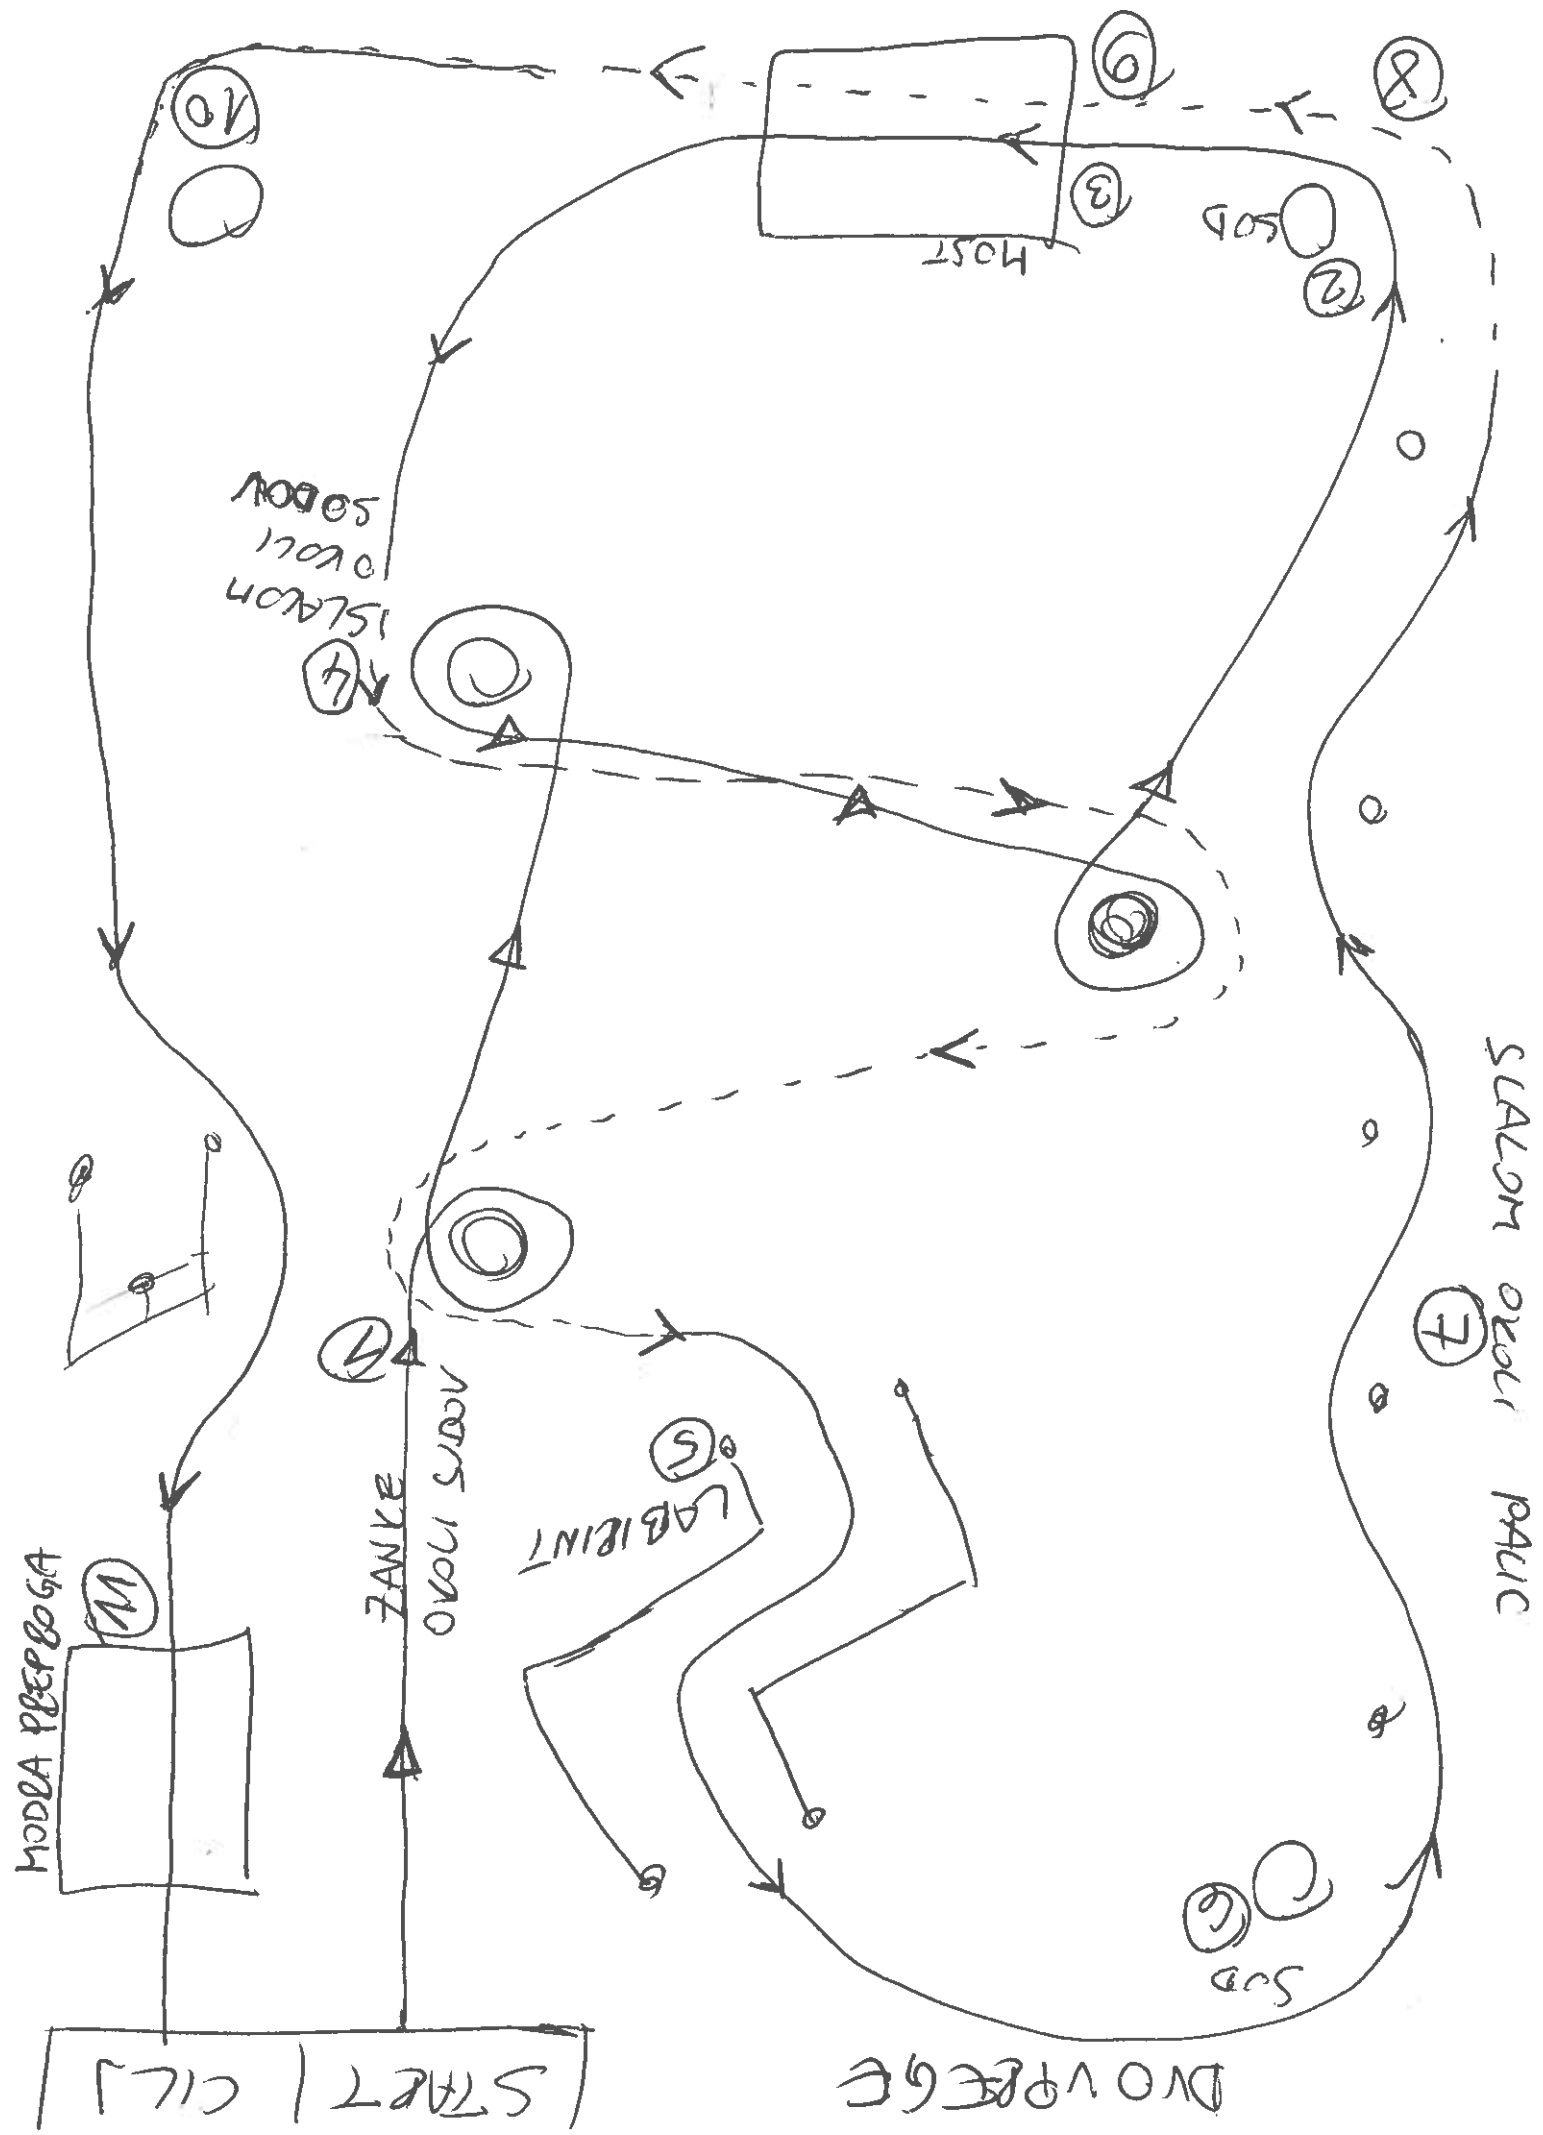 DVOVPREGE
START | CILJ
1
ZANKE
OKOLI SODOV
2
SOD
3
MOST
4
SLALOM
OKOLI
SODOV
5
LABIRINT
6
SOD
7
SLALOM OKOLI PALIC
8
9
10
11
MODRA PREPROGA